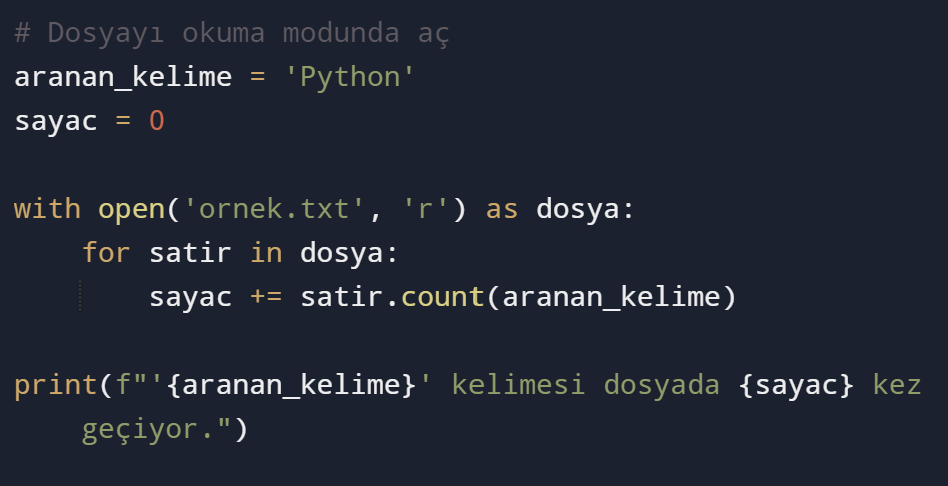 # Dosyayı okuma modunda aç
aranan_kelime = 'Python'
sayac = 0
with open('ornek.txt', 'r') as dosya:
    for satir in dosya:
        sayac += satir.count(aranan_kelime)
print(f"'{aranan_kelime}' kelimesi dosyada {sayac} kez
    geçiyor.")